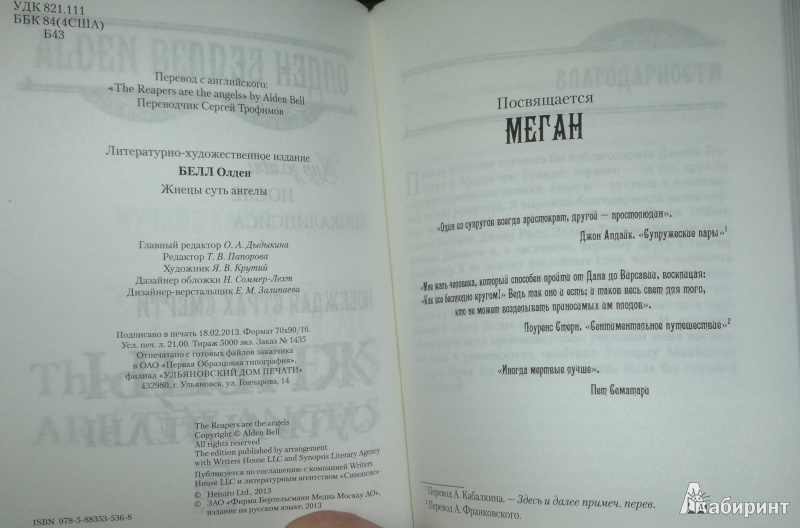 УДК 821.111
ББК 84(4США)
Б43
Перевод с английского:
«The Reapers are the angels» by Alden Bell
Переводчик Сергей Трофимов
Литературно-художественное издание
БЕЛЛ Олден
Жнецы суть ангелы
Главный редактор О. А. Дыдыкина
Редактор Т. В. Папорова
Художник Я. В. Крутий
Дазайнер обложки Н. Соммер-Лехт
Дизайнер-верстальщик Е. М. Залипаева
Подписано в печать 18.02.2013. Формат 70х90/16.
Усл. печ. л. 21,00. Тираж 5000 экз. Заказ № 1435
Отпечатано с готовых файлов заказчика
в ОАО «Первая Образцовая типография»,
филиал «УЛЬЯНОВСКИЙ ДОМ ПЕЧАТИ»
432980, г. Ульяновск, ул. Гончарова, 14
The Reapers are the angels
Copyright © Alden Bell
All rights reserved
The edition published by arrangement
with Writers House LLC and Synopsis Literary Agency
Публикуется по соглашению с компанией Writers
House LLC и литературным агентством «Синопсис»
© Hemiro Ltd., 2013
© ЗАО «Фирма Бертельсманн Медиа Москау АО»,
издание на русском языке, 2013
ISBN 978-5-88353-536-8
Посвящается
МЕГАН
«Один из супругов всегда аристократ, другой — простолюдин».
Джон Апдайк. «Супружеские пары»1
«Мне жаль человека, который способен пройти от Дана до Вирсавии, восклицая:
«Как все бесплодно кругом!» Ведь так оно и есть; и таков весь свет для того,
кто не может возделывать приносимых им плодов».
Лоуренс Стерн. «Сентиментальное путешествие»2
«Иногда мертвые лучше».
Пет Сематари
1 Перевод А. Кабалкина. — Здесь и далее примеч. перев.
2 Перевод А. Франковского.
Лабиринт